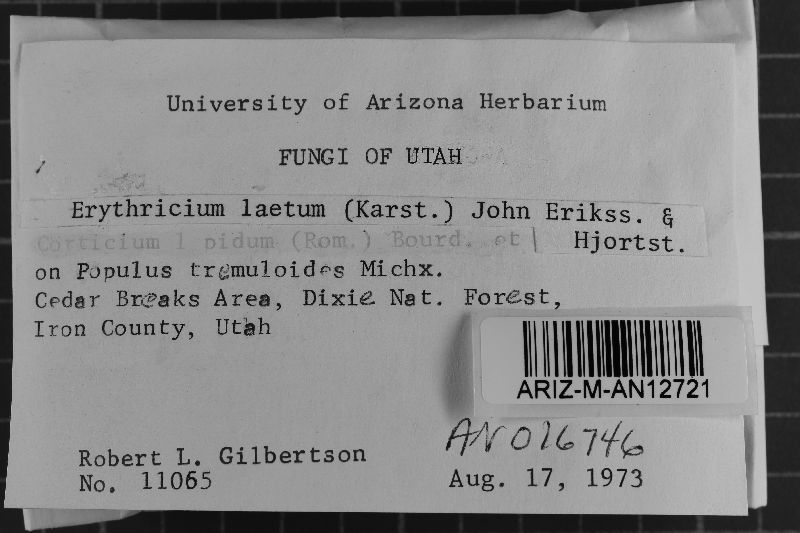 University of Arizona Herbarium
FUNGI OF UTAH
Erythricium laetum (Karst.) John Erikss. &
Hjortst.
Corticium l pidum (Rom.) Bourd. et
on Populus tremuloides Michx.
Cedar Breaks Area, Dixie Nat. Forest,
Iron County, Utah
ARIZ-M-AN12721
AN016746
Robert L. Gilbertson
No. 11065
Aug. 17, 1973